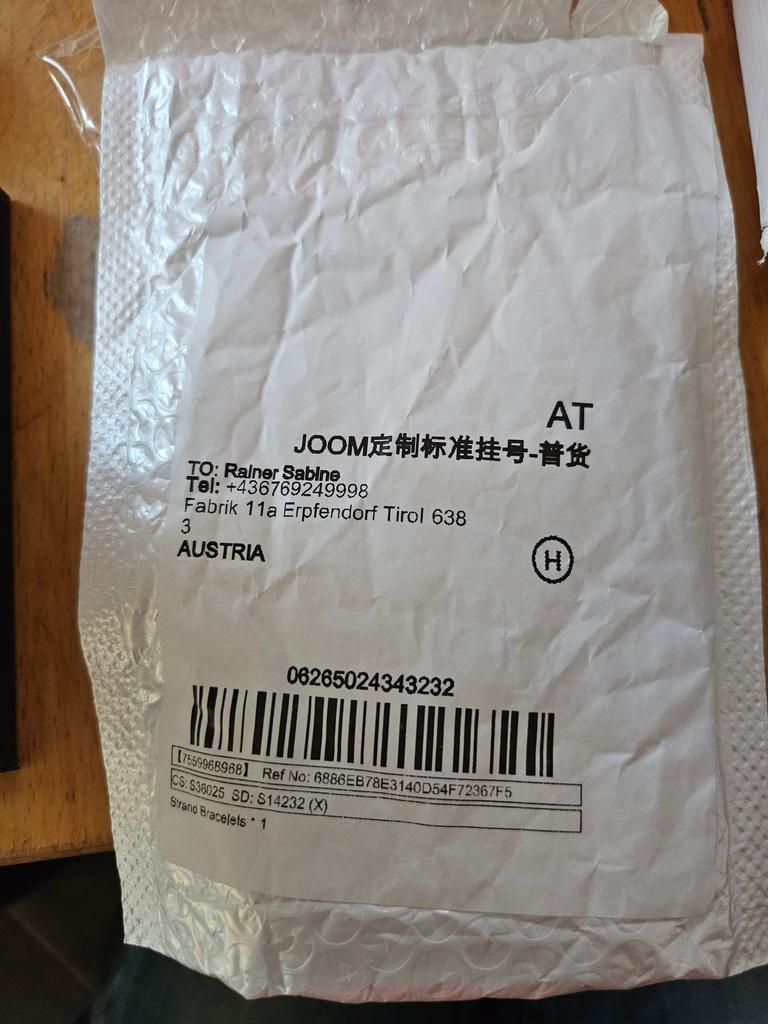 AT
JOOM定制标准挂号-普货
TO: Rainer Sabine
Tel: +436769249998
Fabrik 11a Erpfendorf Tirol 638
3
AUSTRIA
H
06265024343232
【7559968968】 Ref No: 6886EB78E3140D54F72367F5
CS: S36025 SD: S14232 (X)
Strand Bracelets * 1